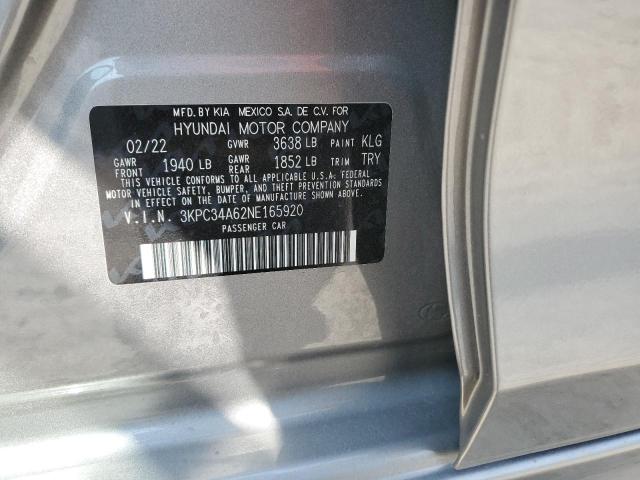 MFD. BY KIA MEXICO S.A. DE C.V. FOR
HYUNDAI MOTOR COMPANY
02/22 GVWR 3638 LB PAINT KLG
GAWR FRONT 1940 LB GAWR REAR 1852 LB TRIM TRY
THIS VEHICLE CONFORMS TO ALL APPLICABLE U.S.A. FEDERAL
MOTOR VEHICLE SAFETY, BUMPER, AND THEFT PREVENTION STANDARDS
IN EFFECT ON THE DATE OF MANUFACTURE SHOWN ABOVE.
V.I.N. 3KPC34A62NE165920
PASSENGER CAR